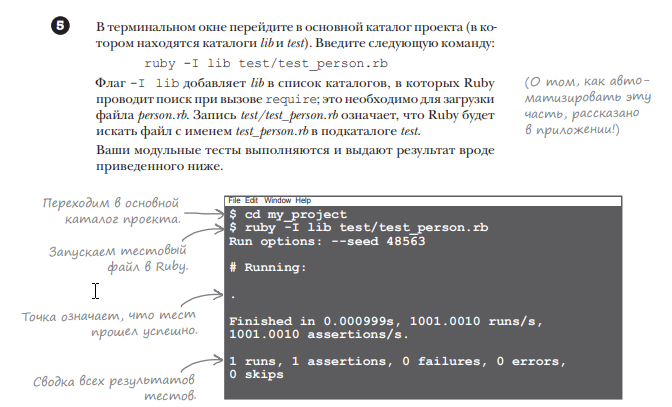 5
В терминальном окне перейдите в основной каталог проекта (в ко-
тором находятся каталоги lib и test). Введите следующую команду:
ruby -I lib test/test_person.rb
Флаг -I lib добавляет lib в список каталогов, в которых Ruby
проводит поиск при вызове require; это необходимо для загрузки
файла person.rb. Запись test/test_person.rb означает, что Ruby будет
искать файл с именем test_person.rb в подкаталоге test.
Ваши модульные тесты выполняются и выдают результат вроде
приведенного ниже.
(О том, как авто-
матизировать эту
часть, рассказано
в приложении!)
Переходим в основной
каталог проекта.
Запускаем тестовый
файл в Ruby.
Точка означает, что тест
прошел успешно.
Сводка всех результатов
тестов.
File Edit Window Help
$ cd my_project
$ ruby -I lib test/test_person.rb
Run options: --seed 48563
# Running:
.
Finished in 0.000999s, 1001.0010 runs/s,
1001.0010 assertions/s.
1 runs, 1 assertions, 0 failures, 0 errors,
0 skips